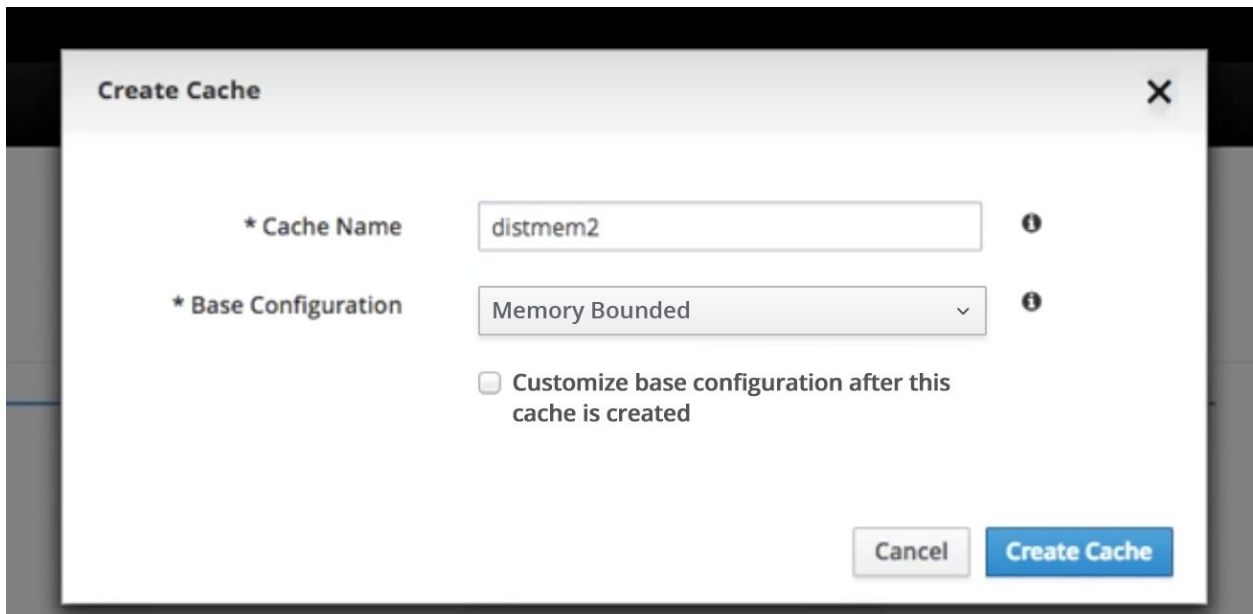 Create Cache
* Cache Name
distmem2
* Base Configuration
Memory Bounded
Customize base configuration after this
cache is created
Cancel
Create Cache